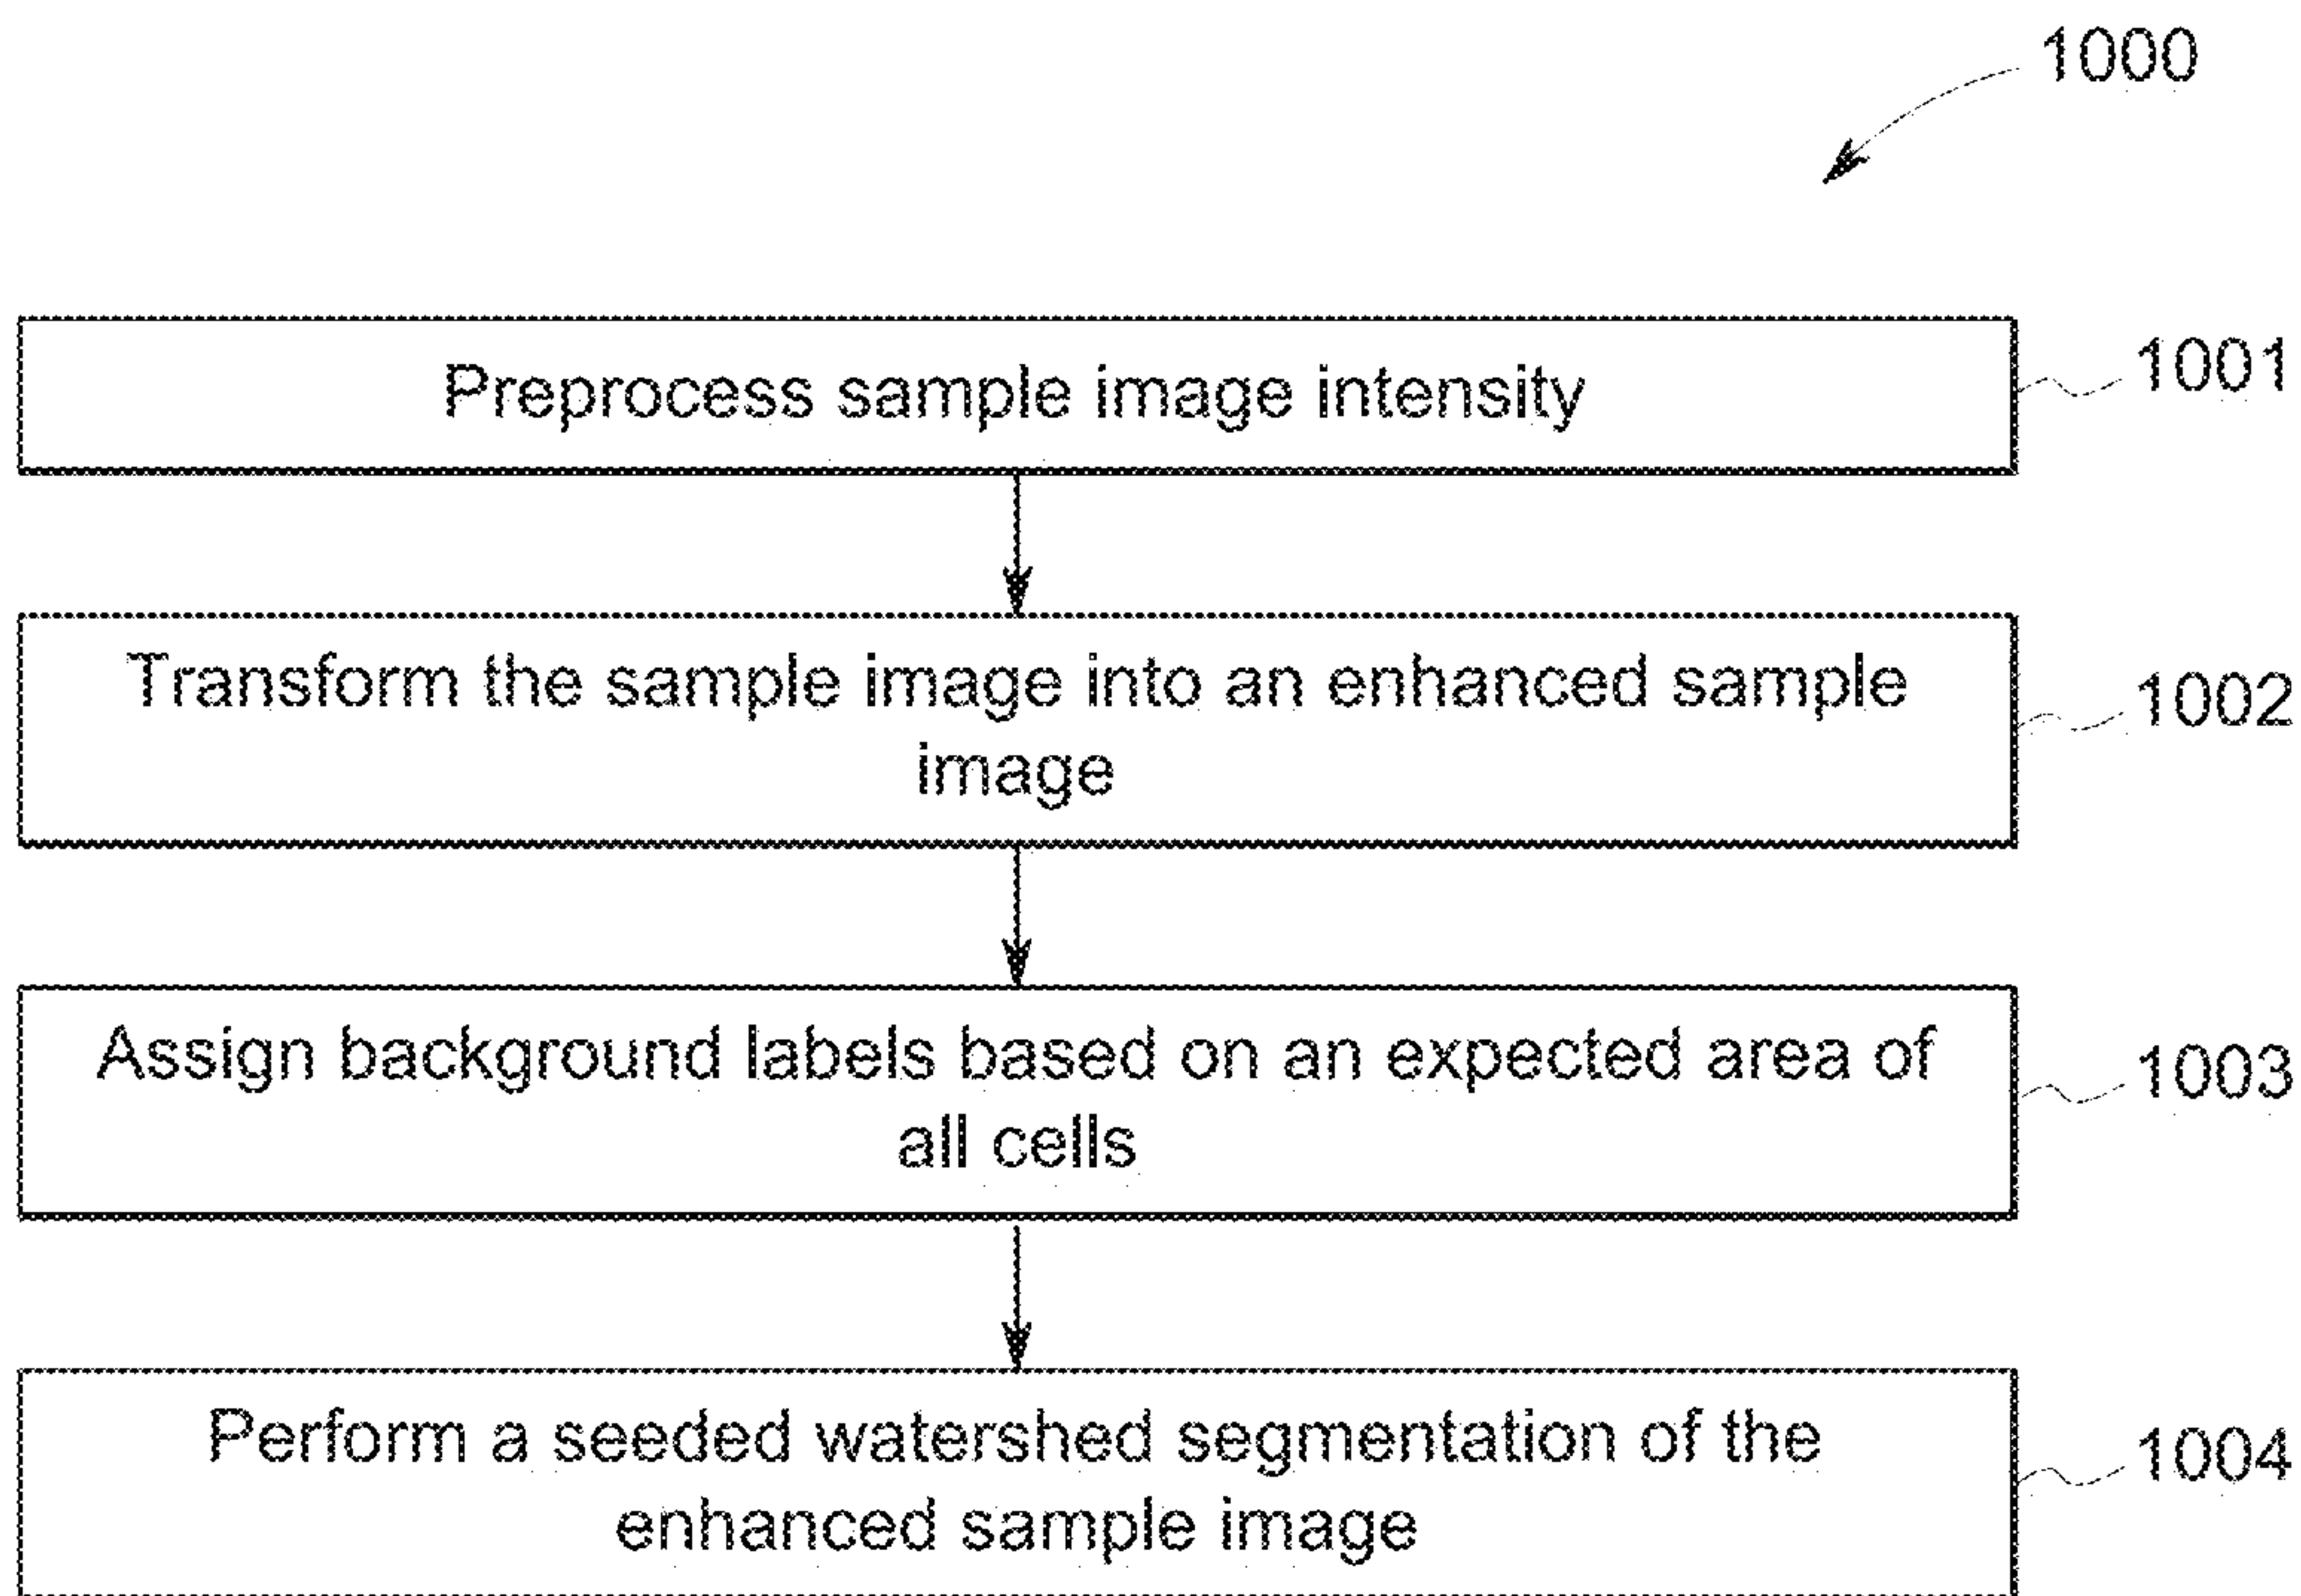 1000
Preprocess sample image intensity
1001
Transform the sample image into an enhanced sample
image
1002
Assign background labels based on an expected area of
all cells
1003
Perform a seeded watershed segmentation of the
enhanced sample image
1004